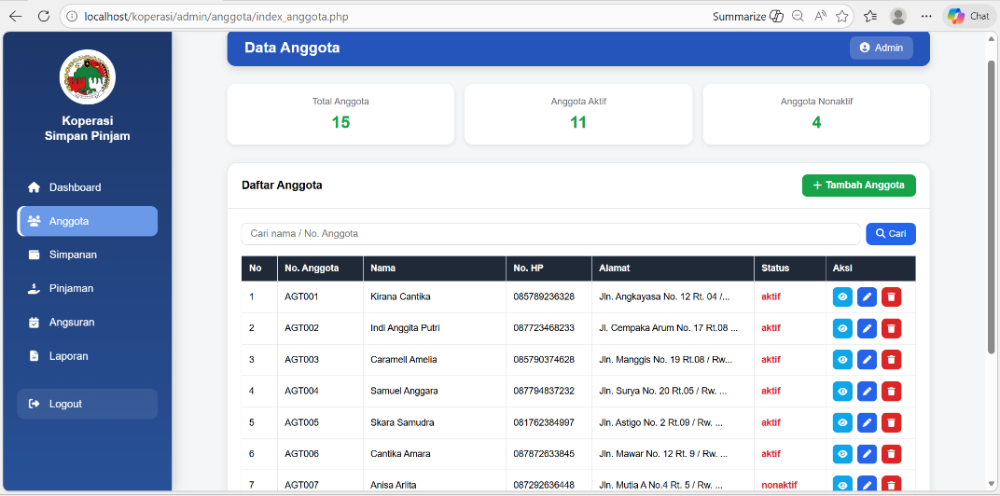 localhost/koperasi/admin/anggota/index_anggota.php
Summarize
Chat
Koperasi
Simpan Pinjam
Dashboard
Anggota
Simpanan
Pinjaman
Angsuran
Laporan
Logout
Data Anggota
Admin
Total Anggota
15
Anggota Aktif
11
Anggota Nonaktif
4
Daftar Anggota
+ Tambah Anggota
Cari nama / No. Anggota
Cari
No No. Anggota Nama No. HP Alamat Status Aksi
1 AGT001 Kirana Cantika 085789236328 Jln. Angkayasa No. 12 Rt. 04 /... aktif
2 AGT002 Indi Anggita Putri 087723468233 Jl. Cempaka Arum No. 17 Rt.08 ... aktif
3 AGT003 Caramell Amelia 085790374628 Jln. Manggis No. 19 Rt.08 / Rw... aktif
4 AGT004 Samuel Anggara 087794837232 Jln. Surya No. 20 Rt.05 / Rw. ... aktif
5 AGT005 Skara Samudra 081762384997 Jln. Astigo No. 2 Rt.09 / Rw. ... aktif
6 AGT006 Cantika Amara 087872633845 Jln. Mawar No. 12 Rt. 9 / Rw. ... aktif
7 AGT007 Anisa Arlita 087292636448 Jln. Mutia A No.4 Rt. 5 / Rw. ... nonaktif